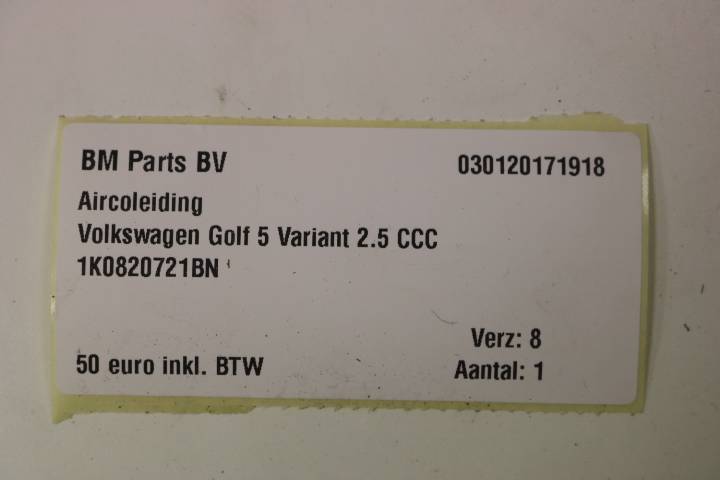 BM Parts BV 030120171918
Aircoleiding
Volkswagen Golf 5 Variant 2.5 CCC
1K0820721BN
Verz: 8
50 euro inkl. BTW Aantal: 1